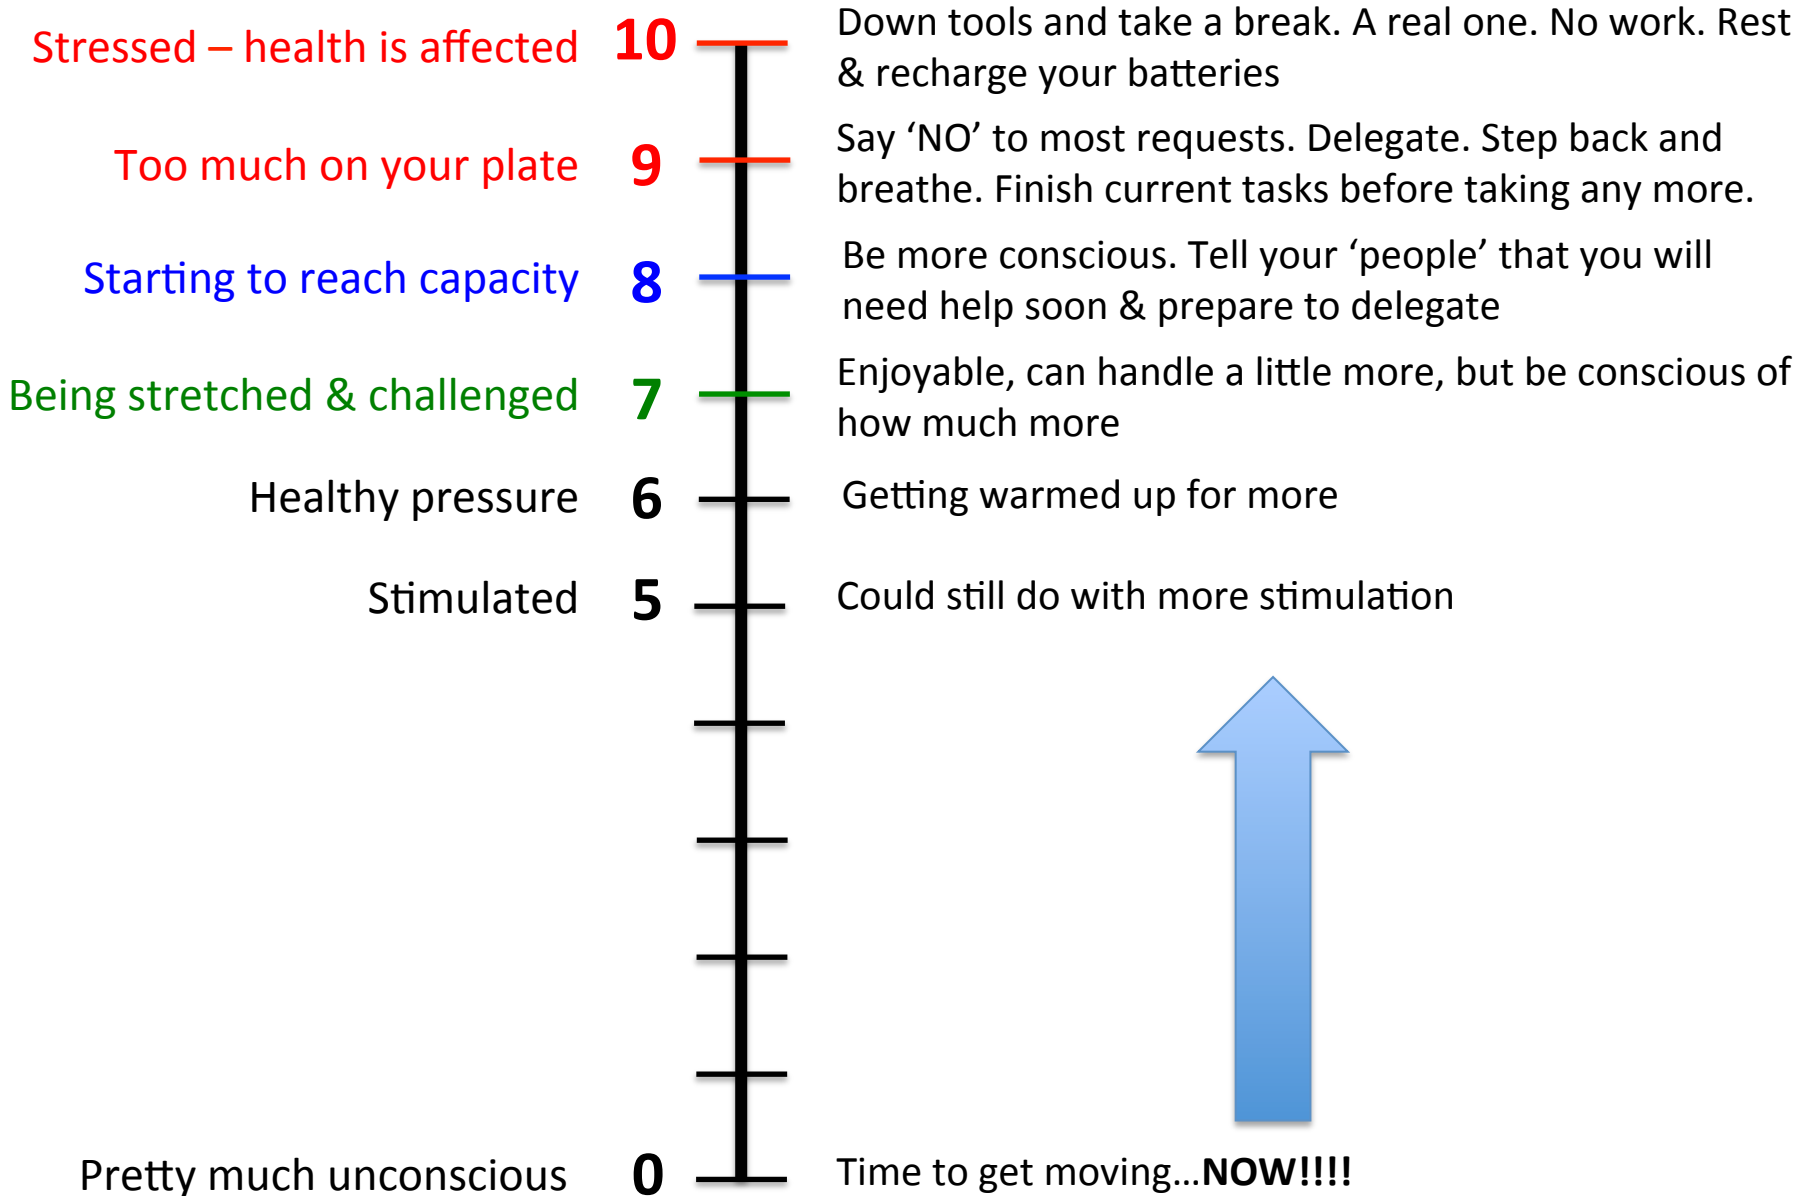 Stressed – health is affected 10 Down tools and take a break. A real one. No work. Rest
& recharge your batteries
Too much on your plate 9 Say ‘NO’ to most requests. Delegate. Step back and
breathe. Finish current tasks before taking any more.
Starting to reach capacity 8 Be more conscious. Tell your ‘people’ that you will
need help soon & prepare to delegate
Being stretched & challenged 7 Enjoyable, can handle a little more, but be conscious of
how much more
Healthy pressure 6 Getting warmed up for more
Stimulated 5 Could still do with more stimulation
Pretty much unconscious 0 Time to get moving...NOW!!!!